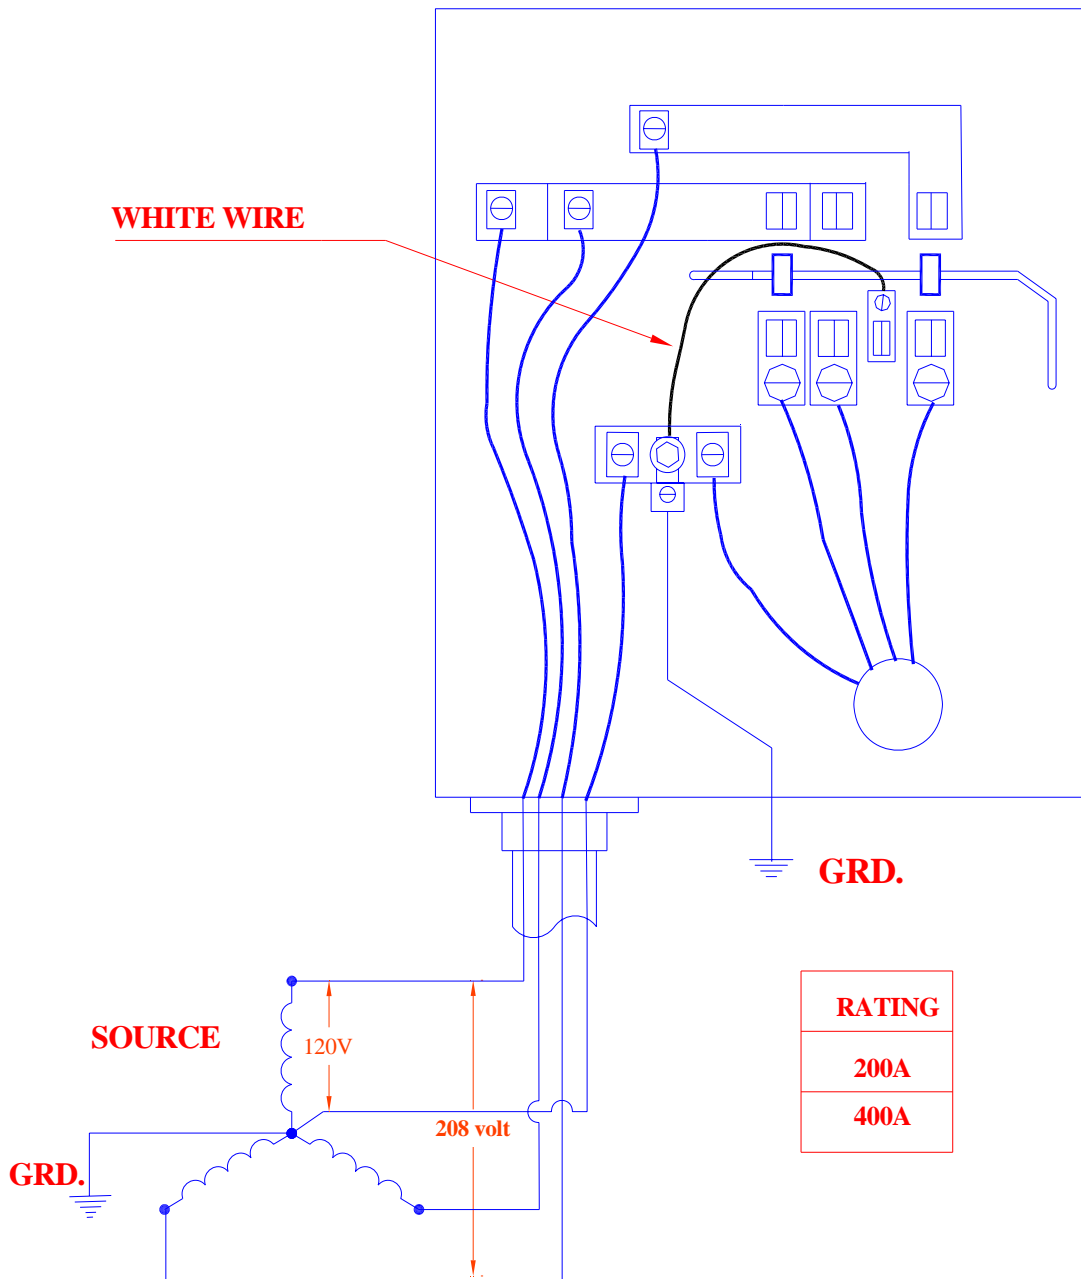 WHITE WIRE
GRD.
RATING
200A
400A
SOURCE
120V
208 volt
GRD.